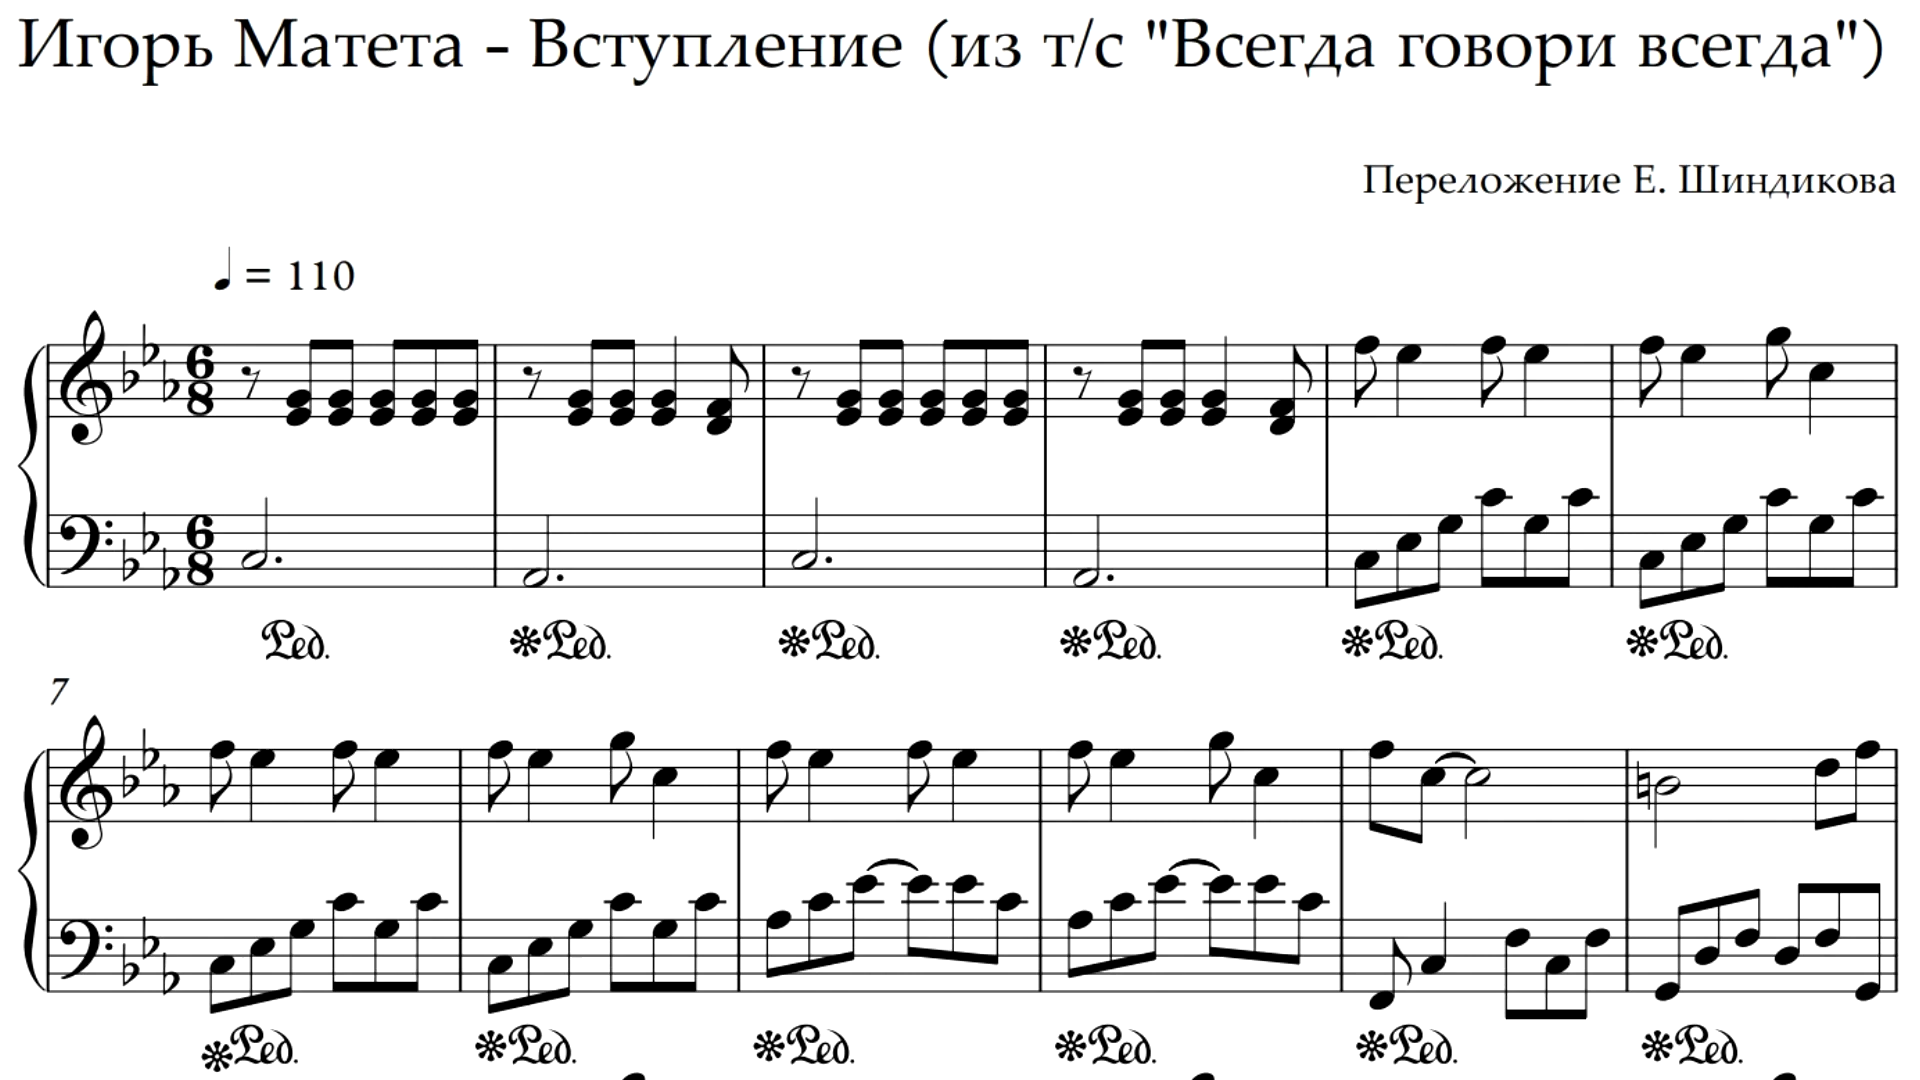 Игорь Матета - Вступление (из т/с "Всегда говори всегда")
Переложение Е. Шиндикова
♩ = 110
6 8
6 8
Ped. *Ped. *Ped. *Ped. *Ped. *Ped.
7
*Ped. *Ped. *Ped. *Ped. *Ped. *Ped.